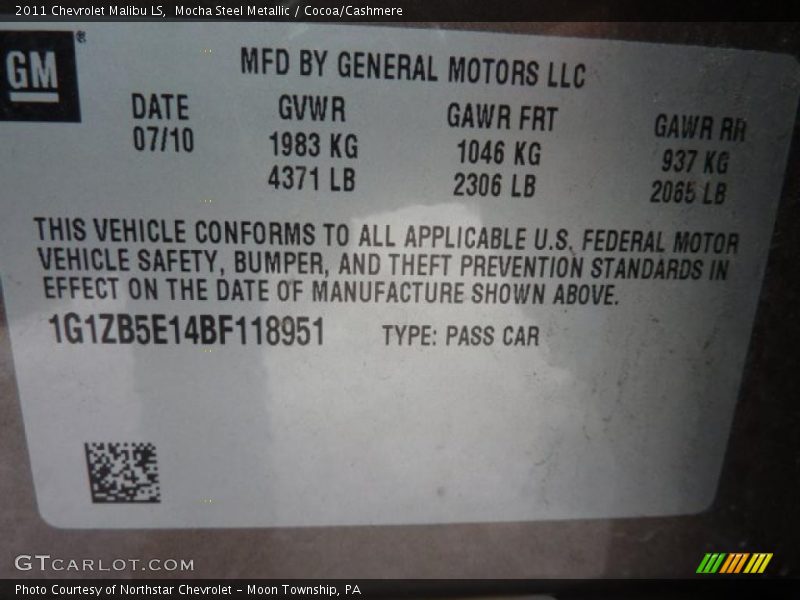 2011 Chevrolet Malibu LS,  Mocha Steel Metallic / Cocoa/Cashmere
GM®
MFD BY GENERAL MOTORS LLC
DATE GVWR GAWR FRT GAWR RR
07/10 1983 KG 1046 KG 937 KG
4371 LB 2306 LB 2065 LB
THIS VEHICLE CONFORMS TO ALL APPLICABLE U.S. FEDERAL MOTOR
VEHICLE SAFETY, BUMPER, AND THEFT PREVENTION STANDARDS IN
EFFECT ON THE DATE OF MANUFACTURE SHOWN ABOVE.
1G1ZB5E14BF118951 TYPE: PASS CAR
GTCARLOT.COM
Photo Courtesy of Northstar Chevrolet - Moon Township, PA